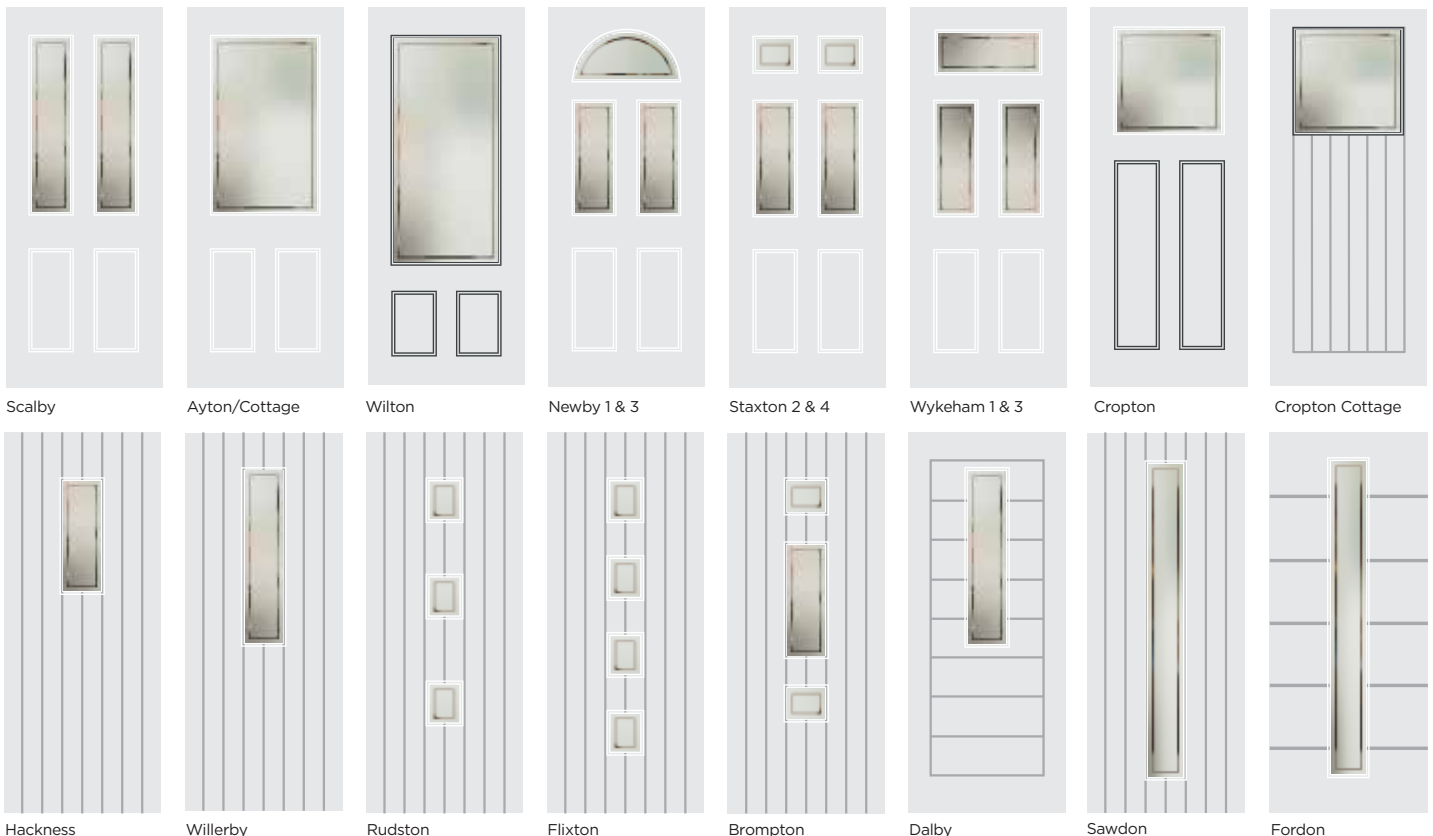 Scalby Ayton/Cottage Wilton Newby 1 & 3 Staxton 2 & 4 Wykeham 1 & 3 Cropton Cropton Cottage
Hackness Willerby Rudston Flixton Brompton Dalby Sawdon Fordon